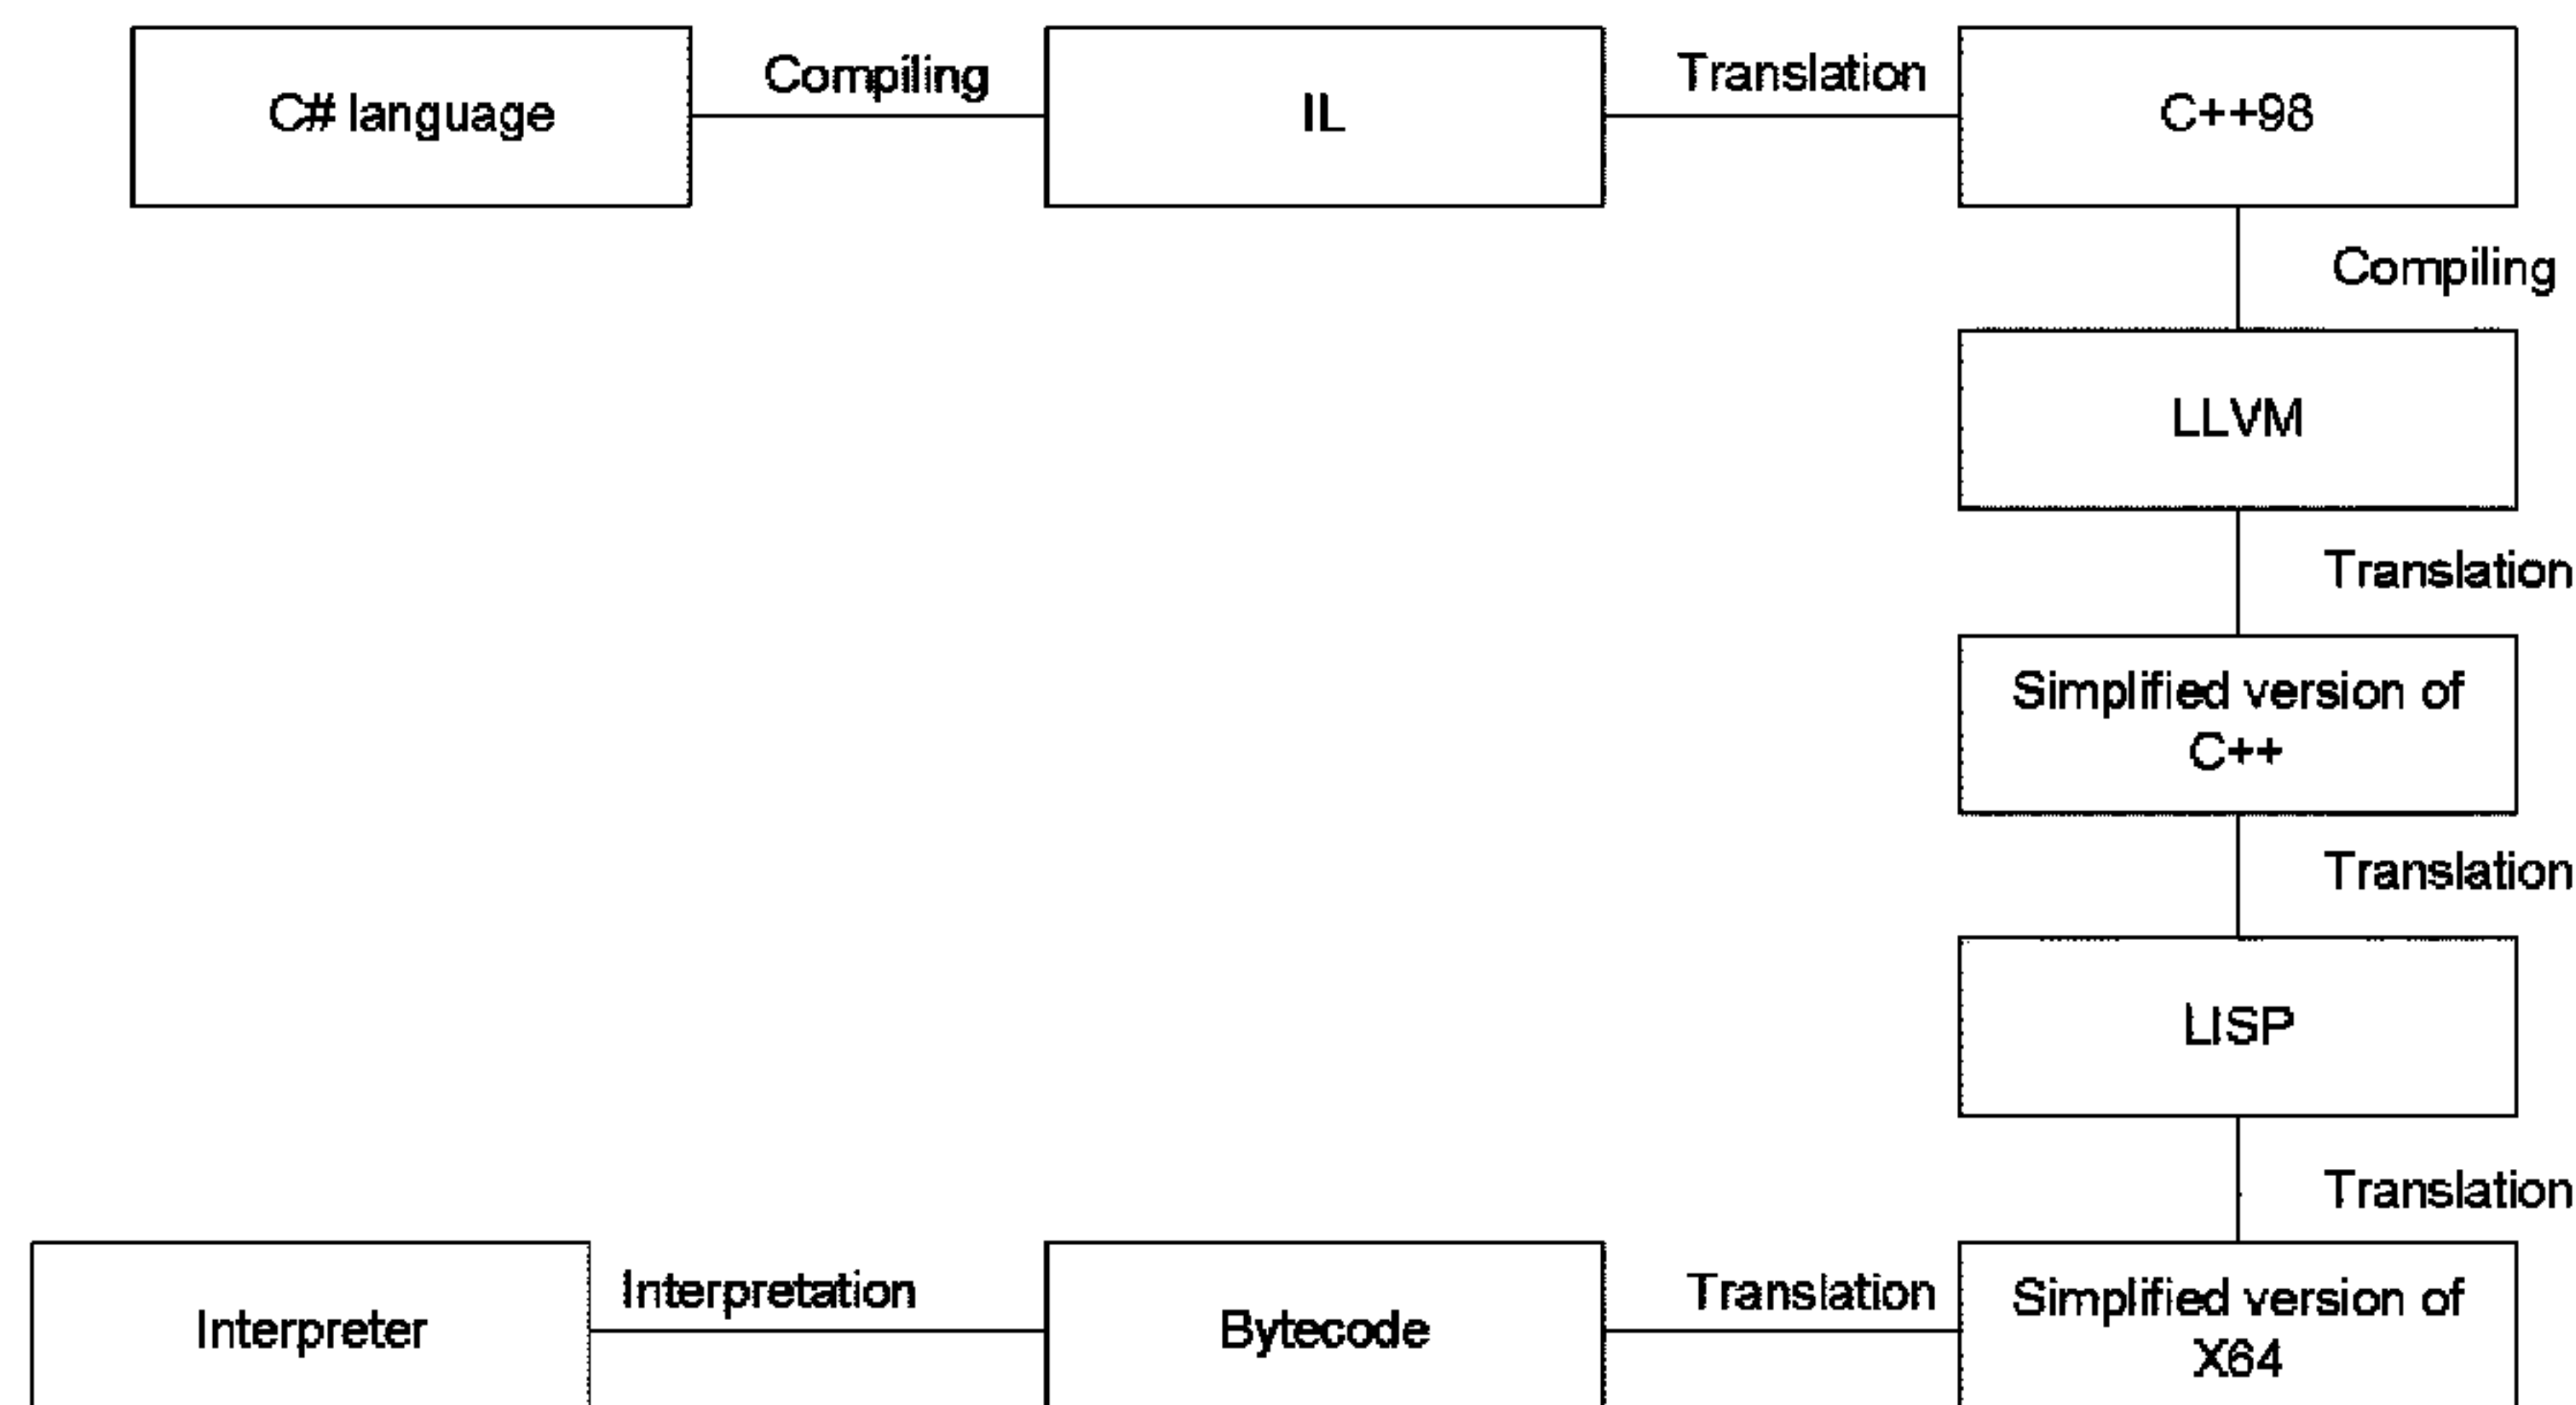 C# language
Compiling
IL
Translation
C++98
Compiling
LLVM
Translation
Simplified version of
C++
Translation
LISP
Translation
Interpreter
Interpretation
Bytecode
Translation
Simplified version of
X64